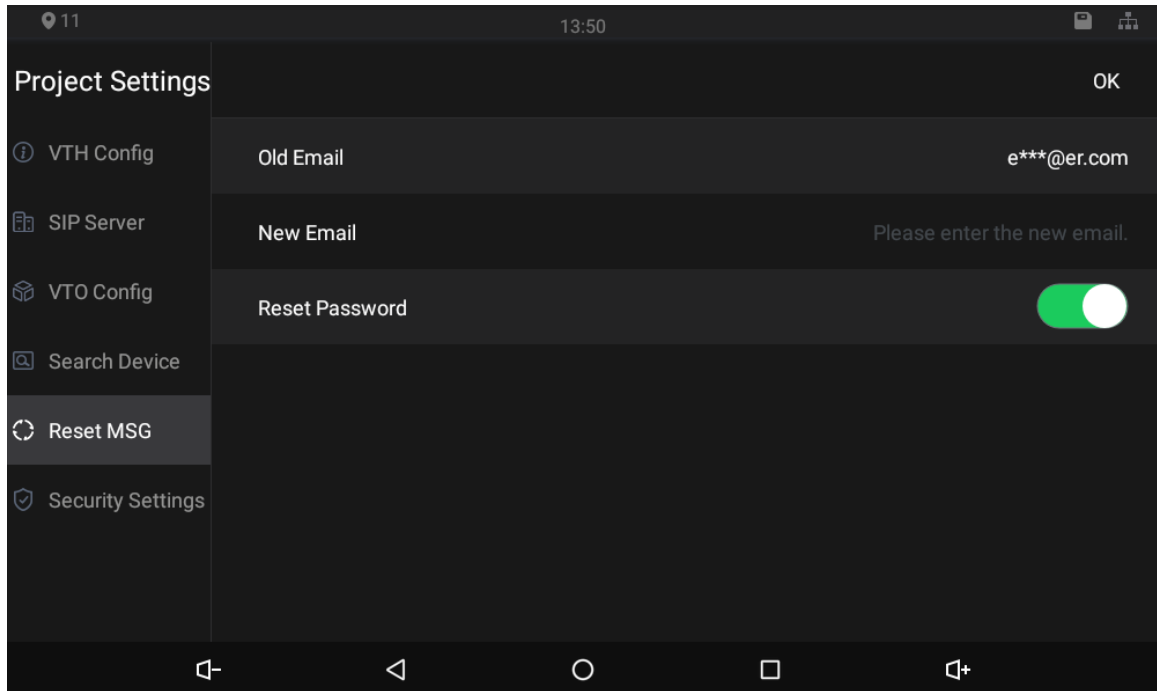 11
13:50
Project Settings
OK
VTH Config
Old Email
e***@er.com
SIP Server
New Email
Please enter the new email.
VTO Config
Reset Password
Search Device
Reset MSG
Security Settings